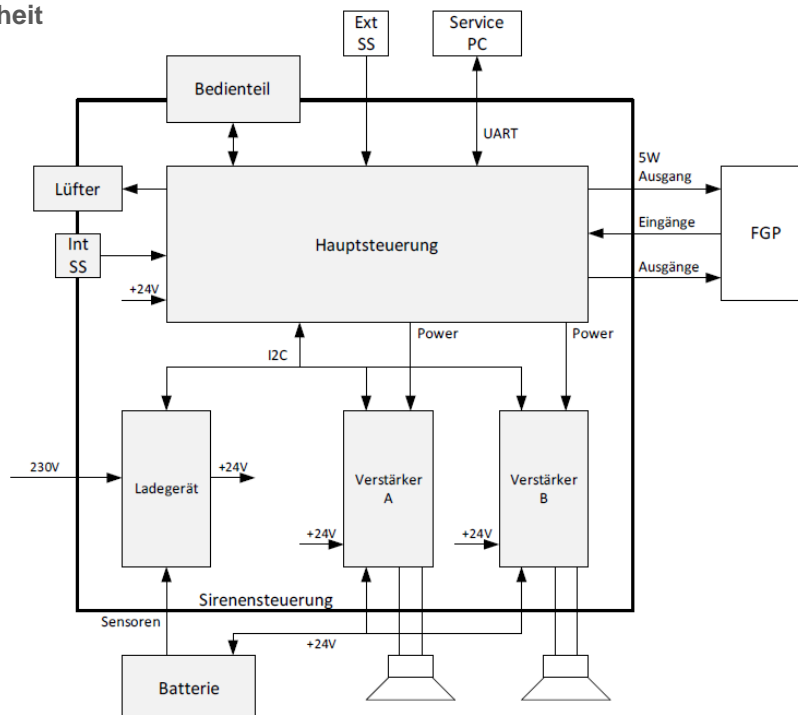 heit
Ext
SS
Service
PC
Bedienteil
UART
5W
Ausgang
Lüfter
Eingänge
FGP
Int
SS
Hauptsteuerung
Ausgänge
+24V
Power
Power
I2C
230V
Ladegerät
+24V
Verstärker
A
Verstärker
B
+24V
+24V
Sirenensteuerung
Sensoren
+24V
Batterie